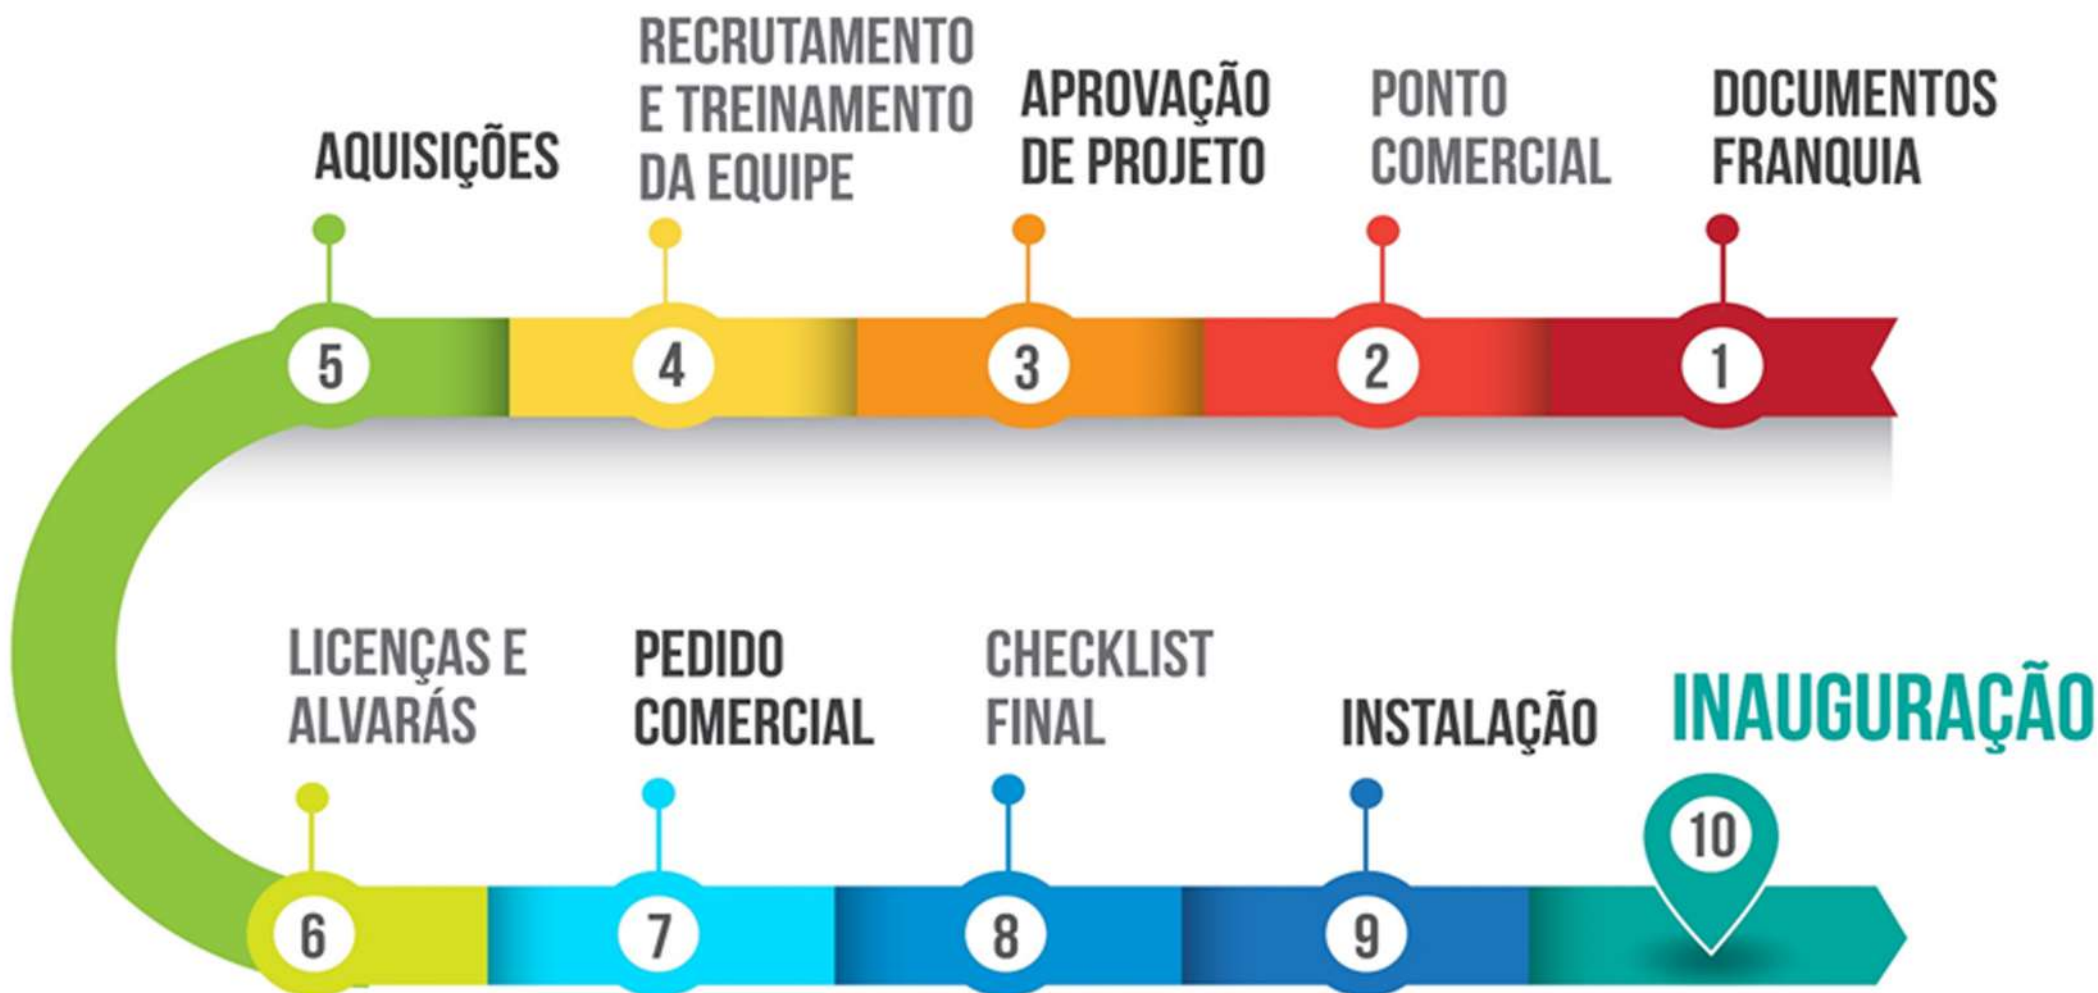 DOCUMENTOS
FRANQUIA
1
PONTO
COMERCIAL
2
APROVAÇÃO
DE PROJETO
3
RECRUTAMENTO
E TREINAMENTO
DA EQUIPE
4
AQUISIÇÕES
5
LICENÇAS E
ALVARÁS
6
PEDIDO
COMERCIAL
7
CHECKLIST
FINAL
8
INSTALAÇÃO
9
INAUGURAÇÃO
10